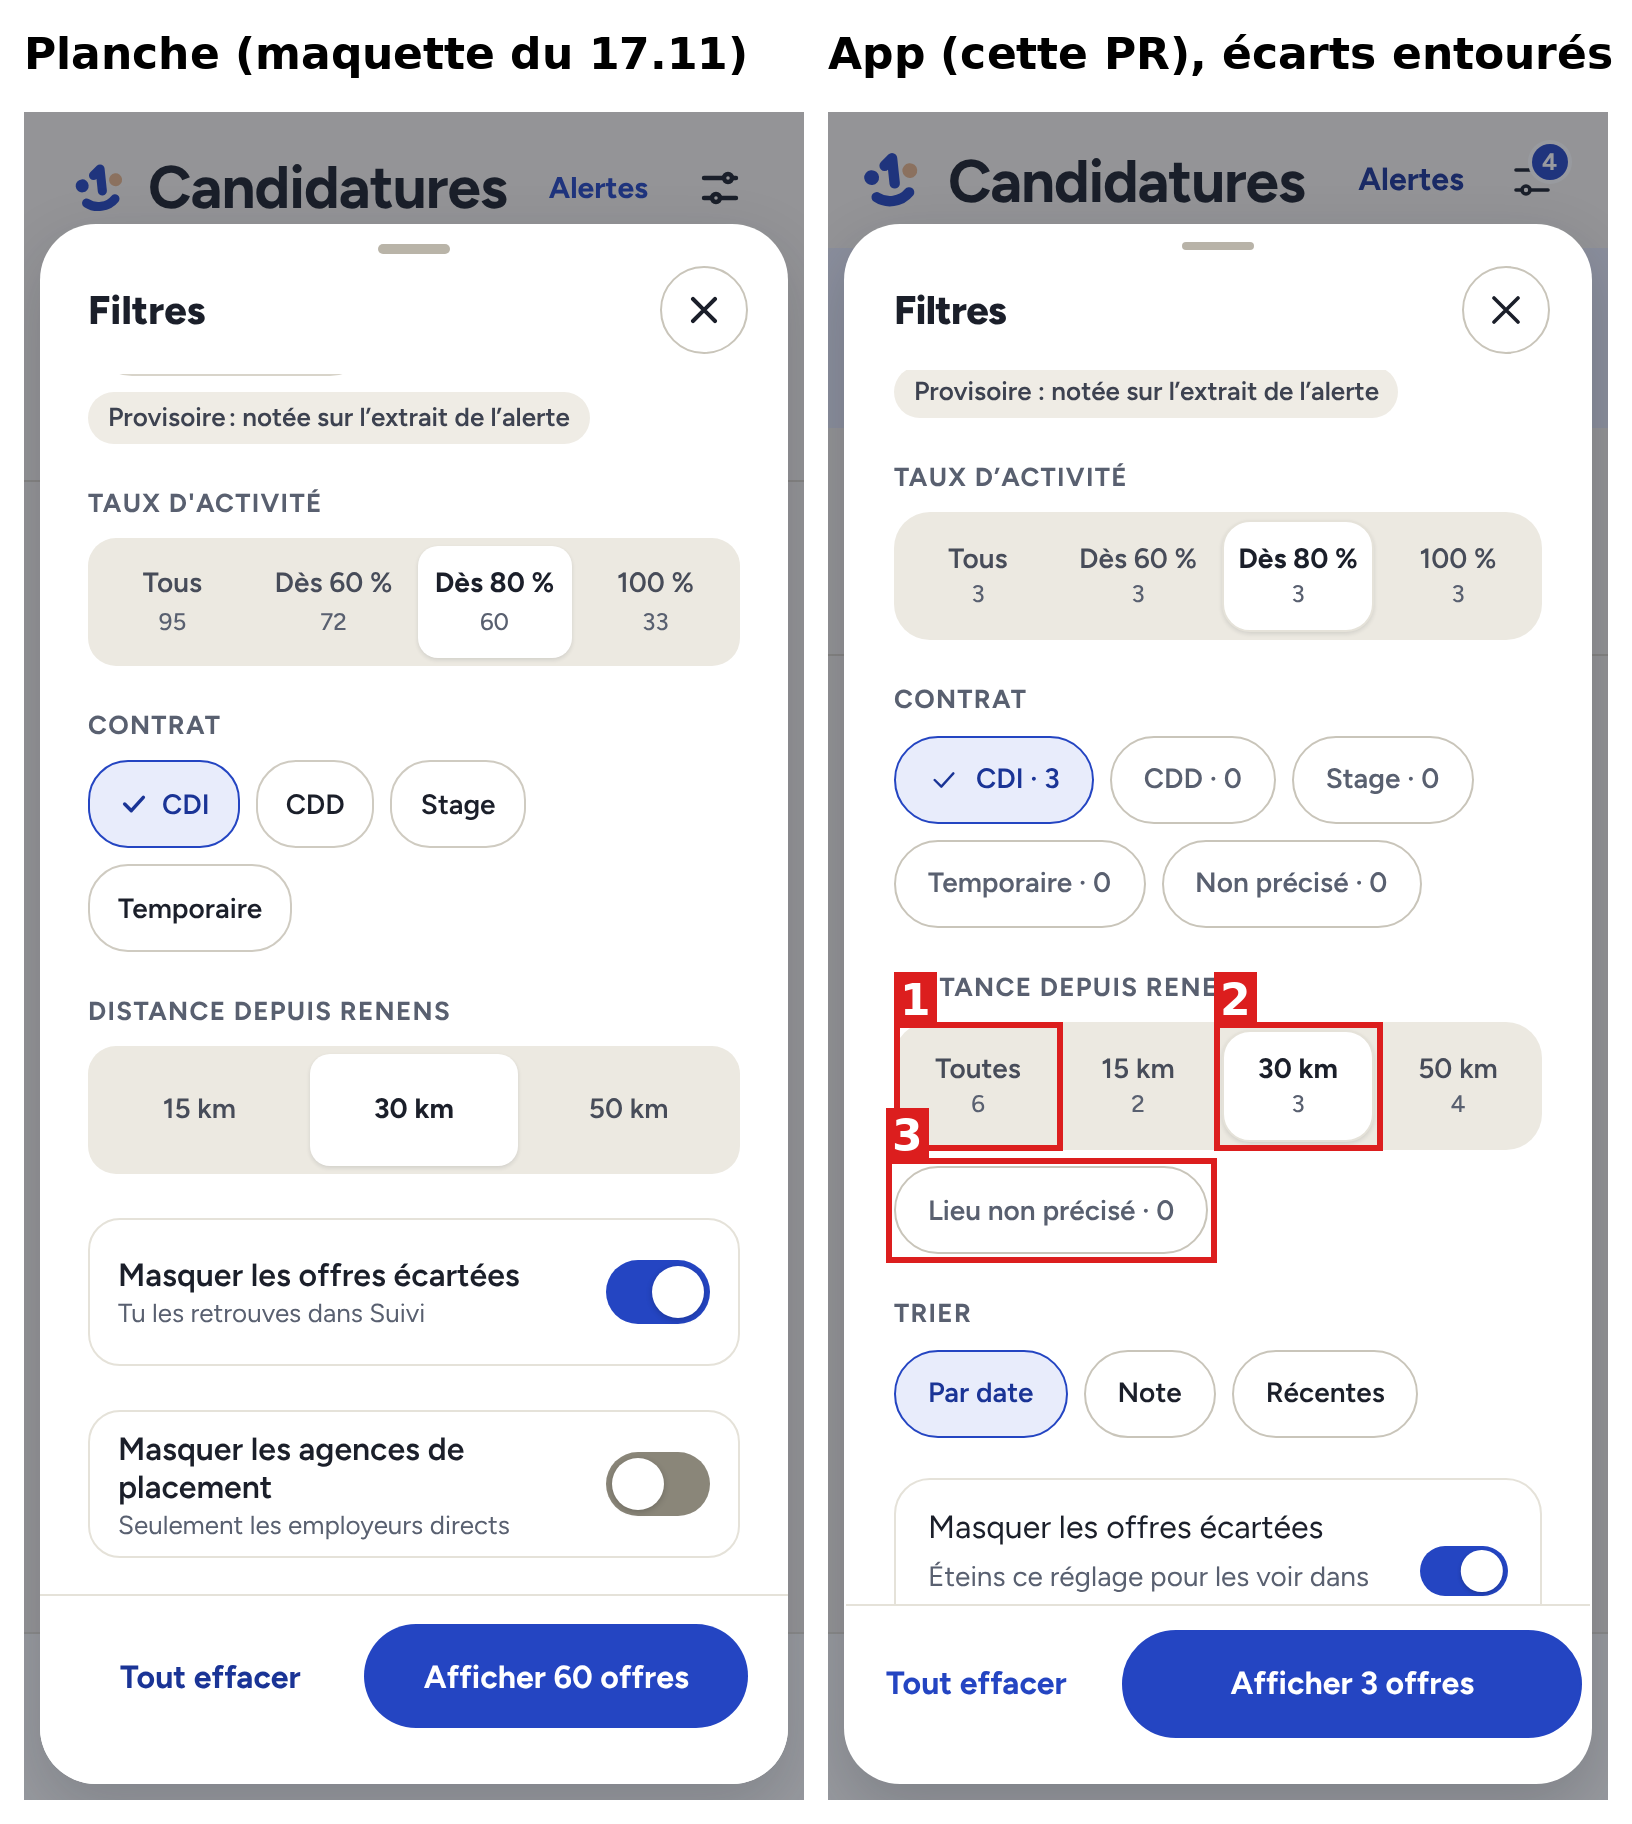 Planche (maquette du 17.11)
Candidatures Alertes
Filtres
Provisoire : notée sur l’extrait de l’alerte
TAUX D'ACTIVITÉ
Tous Dès 60 % Dès 80 % 100 %
95 72 60 33
CONTRAT
CDI CDD Stage
Temporaire
DISTANCE DEPUIS RENENS
15 km 30 km 50 km
Masquer les offres écartées
Tu les retrouves dans Suivi
Masquer les agences de
placement
Seulement les employeurs directs
Tout effacer Afficher 60 offres
App (cette PR), écarts entourés
Candidatures Alertes 4
Filtres
Provisoire : notée sur l’extrait de l’alerte
TAUX D’ACTIVITÉ
Tous Dès 60 % Dès 80 % 100 %
3 3 3 3
CONTRAT
CDI · 3 CDD · 0 Stage · 0
Temporaire · 0 Non précisé · 0
1 TANCE DEPUIS RENE 2
Toutes 15 km 30 km 50 km
6 2 3 4
3
Lieu non précisé · 0
TRIER
Par date Note Récentes
Masquer les offres écartées
Éteins ce réglage pour les voir dans
Tout effacer Afficher 3 offres